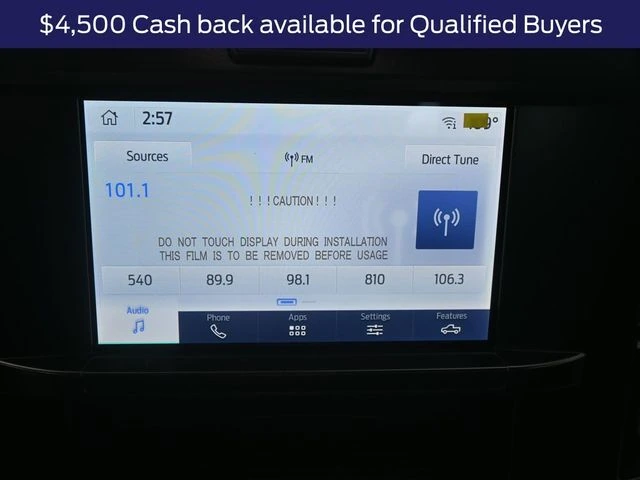 $4,500 Cash back available for Qualified Buyers
2:57
Sources
FM
Direct Tune
101.1
!!!CAUTION!!!
DO NOT TOUCH DISPLAY DURING INSTALLATION
THIS FILM IS TO BE REMOVED BEFORE USAGE
540 89.9 98.1 810 106.3
Audio Phone Apps Settings Features